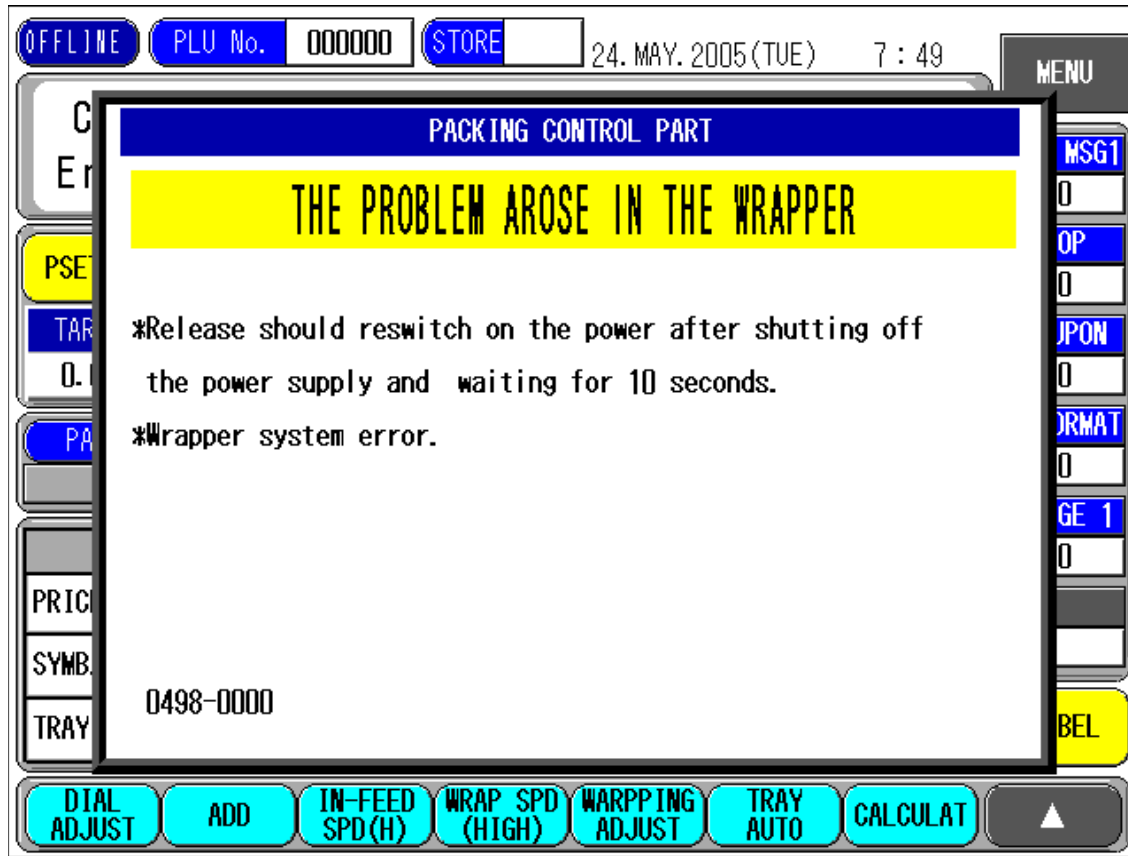 OFFLINE PLU No. 000000 STORE 24. MAY. 2005(TUE) 7 : 49 MENU
PACKING CONTROL PART
THE PROBLEM AROSE IN THE WRAPPER
*Release should reswitch on the power after shutting off
the power supply and waiting for 10 seconds.
*Wrapper system error.
0498-0000
C
Er
PSE
TAR
0.
PA
PRIC
SYMB.
TRAY
MSG1
0
OP
0
UPON
0
ORMAT
0
GE 1
0
BEL
DIAL ADJUST
ADD
IN-FEED SPD(H)
WRAP SPD (HIGH)
WARPPING ADJUST
TRAY AUTO
CALCULAT